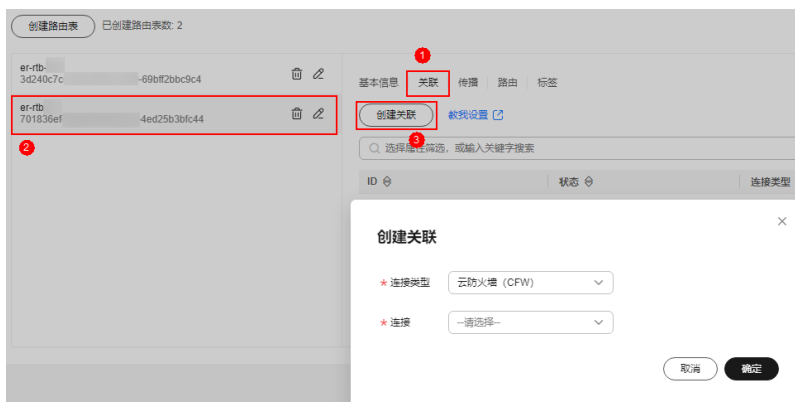 创建路由表 已创建路由表数: 2
er-rtb-
3d240c7c -69bff2bbc9c4
er-rtb
701836ef 4ed25b3bfc44
2
1
基本信息 关联 传播 路由 标签
创建关联 教我设置
3
选择属性筛选，或输入关键字搜索
ID 状态 连接类型
创建关联
* 连接类型 云防火墙（CFW）
* 连接 --请选择--
取消 确定